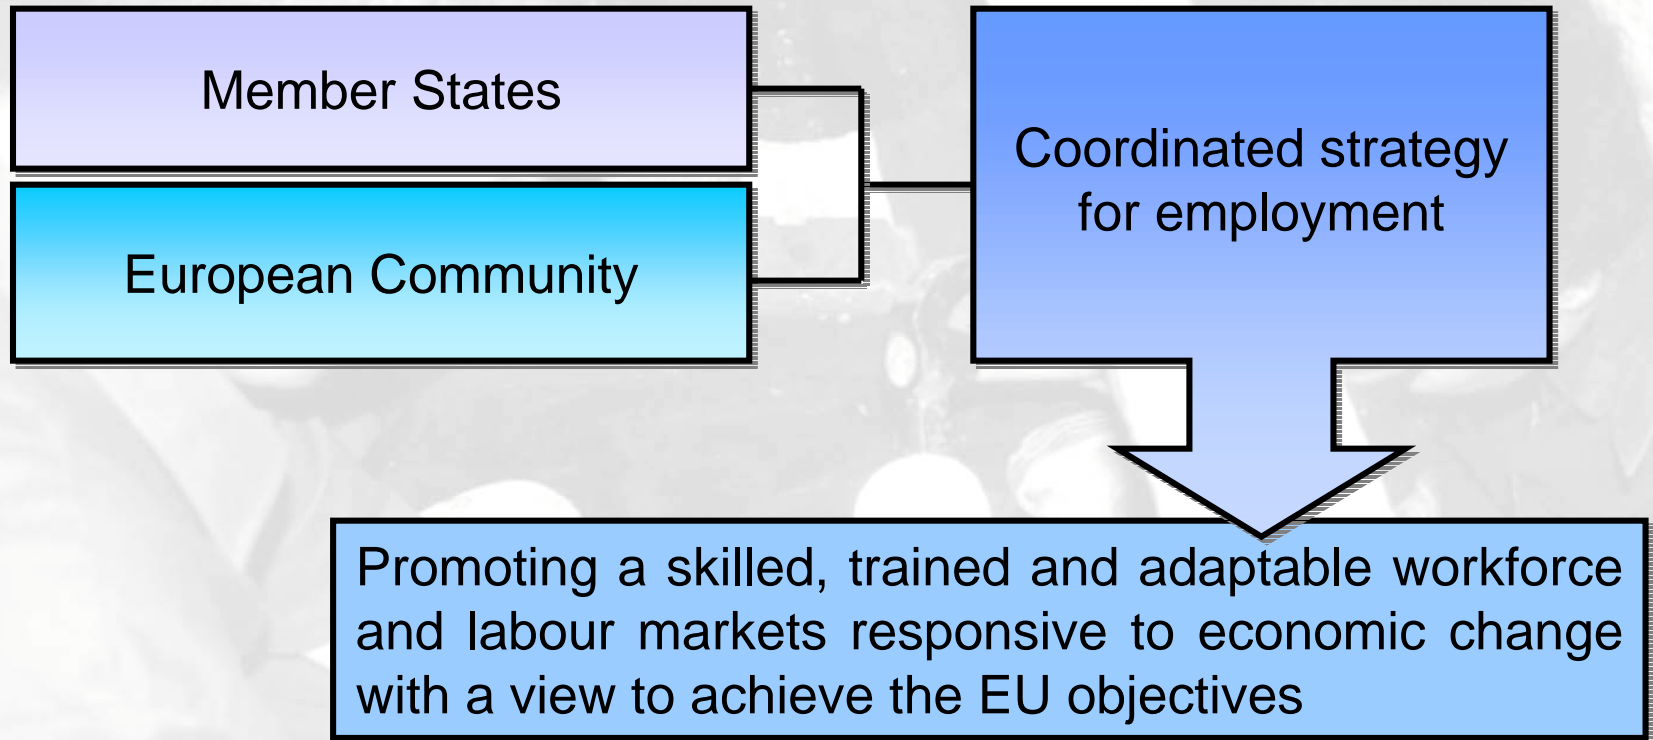 Member States
European Community
Coordinated strategy
for employment
Promoting a skilled, trained and adaptable workforce
and labour markets responsive to economic change
with a view to achieve the EU objectives